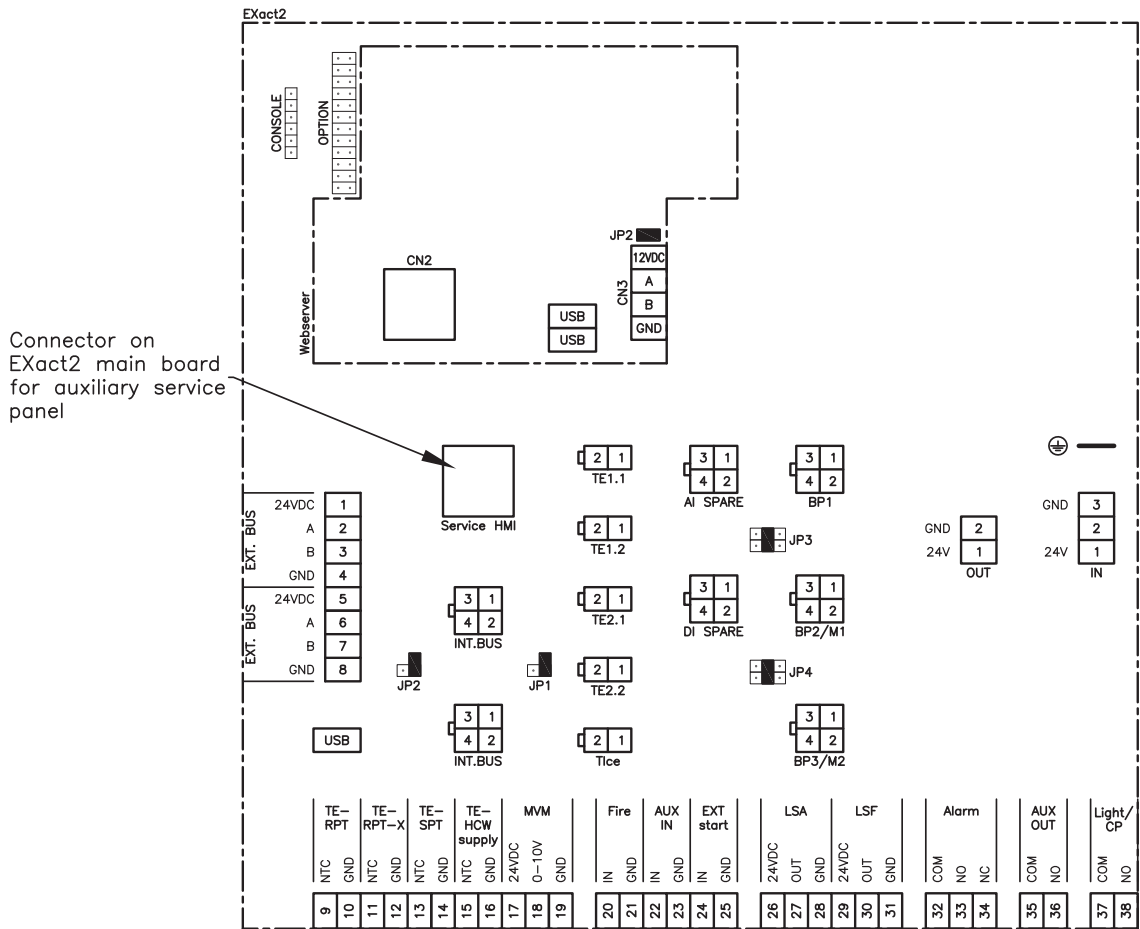 EXact2
CONSOLE
OPTION
JP2
12VDC
A
B
GND
CN3
CN2
USB
USB
Webserver
Connector on
EXact2 main board
for auxiliary service
panel
Service HMI
EXT. BUS
24VDC 1
A 2
B 3
GND 4
EXT. BUS
24VDC 5
A 6
B 7
GND 8
USB
JP2
3 1
4 2
INT.BUS
3 1
4 2
INT.BUS
JP1
2 1
TE1.1
2 1
TE1.2
2 1
TE2.1
2 1
TE2.2
2 1
TIce
3 1
4 2
AI SPARE
3 1
4 2
DI SPARE
3 1
4 2
BP1
JP3
3 1
4 2
BP2/M1
JP4
3 1
4 2
BP3/M2
GND 2
24V 1
OUT
GND 3
2
24V 1
IN
TE-
RPT
NTC GND
9 10
TE-
RPT-X
NTC GND
11 12
TE-
SPT
NTC GND
13 14
TE-
HCW
supply
NTC GND
15 16
MVM
24VDC 0-10V GND
17 18 19
Fire
IN GND
20 21
AUX
IN
IN GND
22 23
EXT
start
IN GND
24 25
LSA
24VDC OUT GND
26 27 28
LSF
24VDC OUT GND
29 30 31
Alarm
COM NO NC
32 33 34
AUX
OUT
COM NO
35 36
Light/
CP
COM NO
37 38